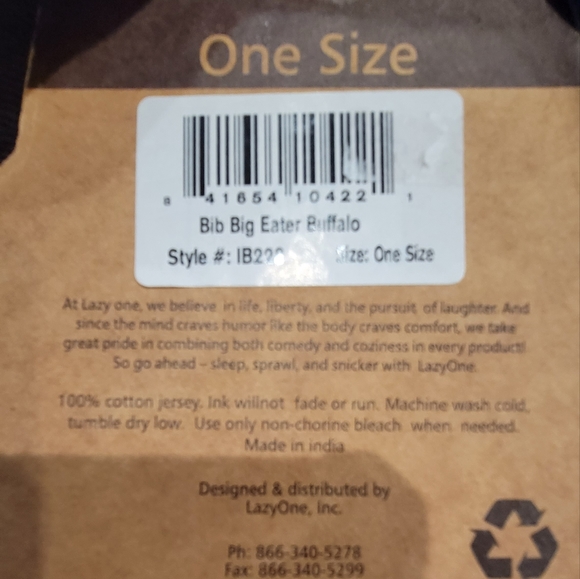 One Size
8 41654 10422 1
Bib Big Eater Buffalo
Style #: Size: One Size
At Lazy one, we believe in life, liberty, and the pursuit of laughter. And
since the mind craves humor like the body craves comfort, we take
great pride in combining both comedy and coziness in every product!
So go ahead – sleep, sprawl, and snicker with LazyOne.
100% cotton jersey. Ink willnot fade or run. Machine wash cold,
tumble dry low. Use only non-chorine bleach when needed.
Made in india
Designed & distributed by
LazyOne, Inc.
Ph: 866-340-5278
Fax: 866-340-5299